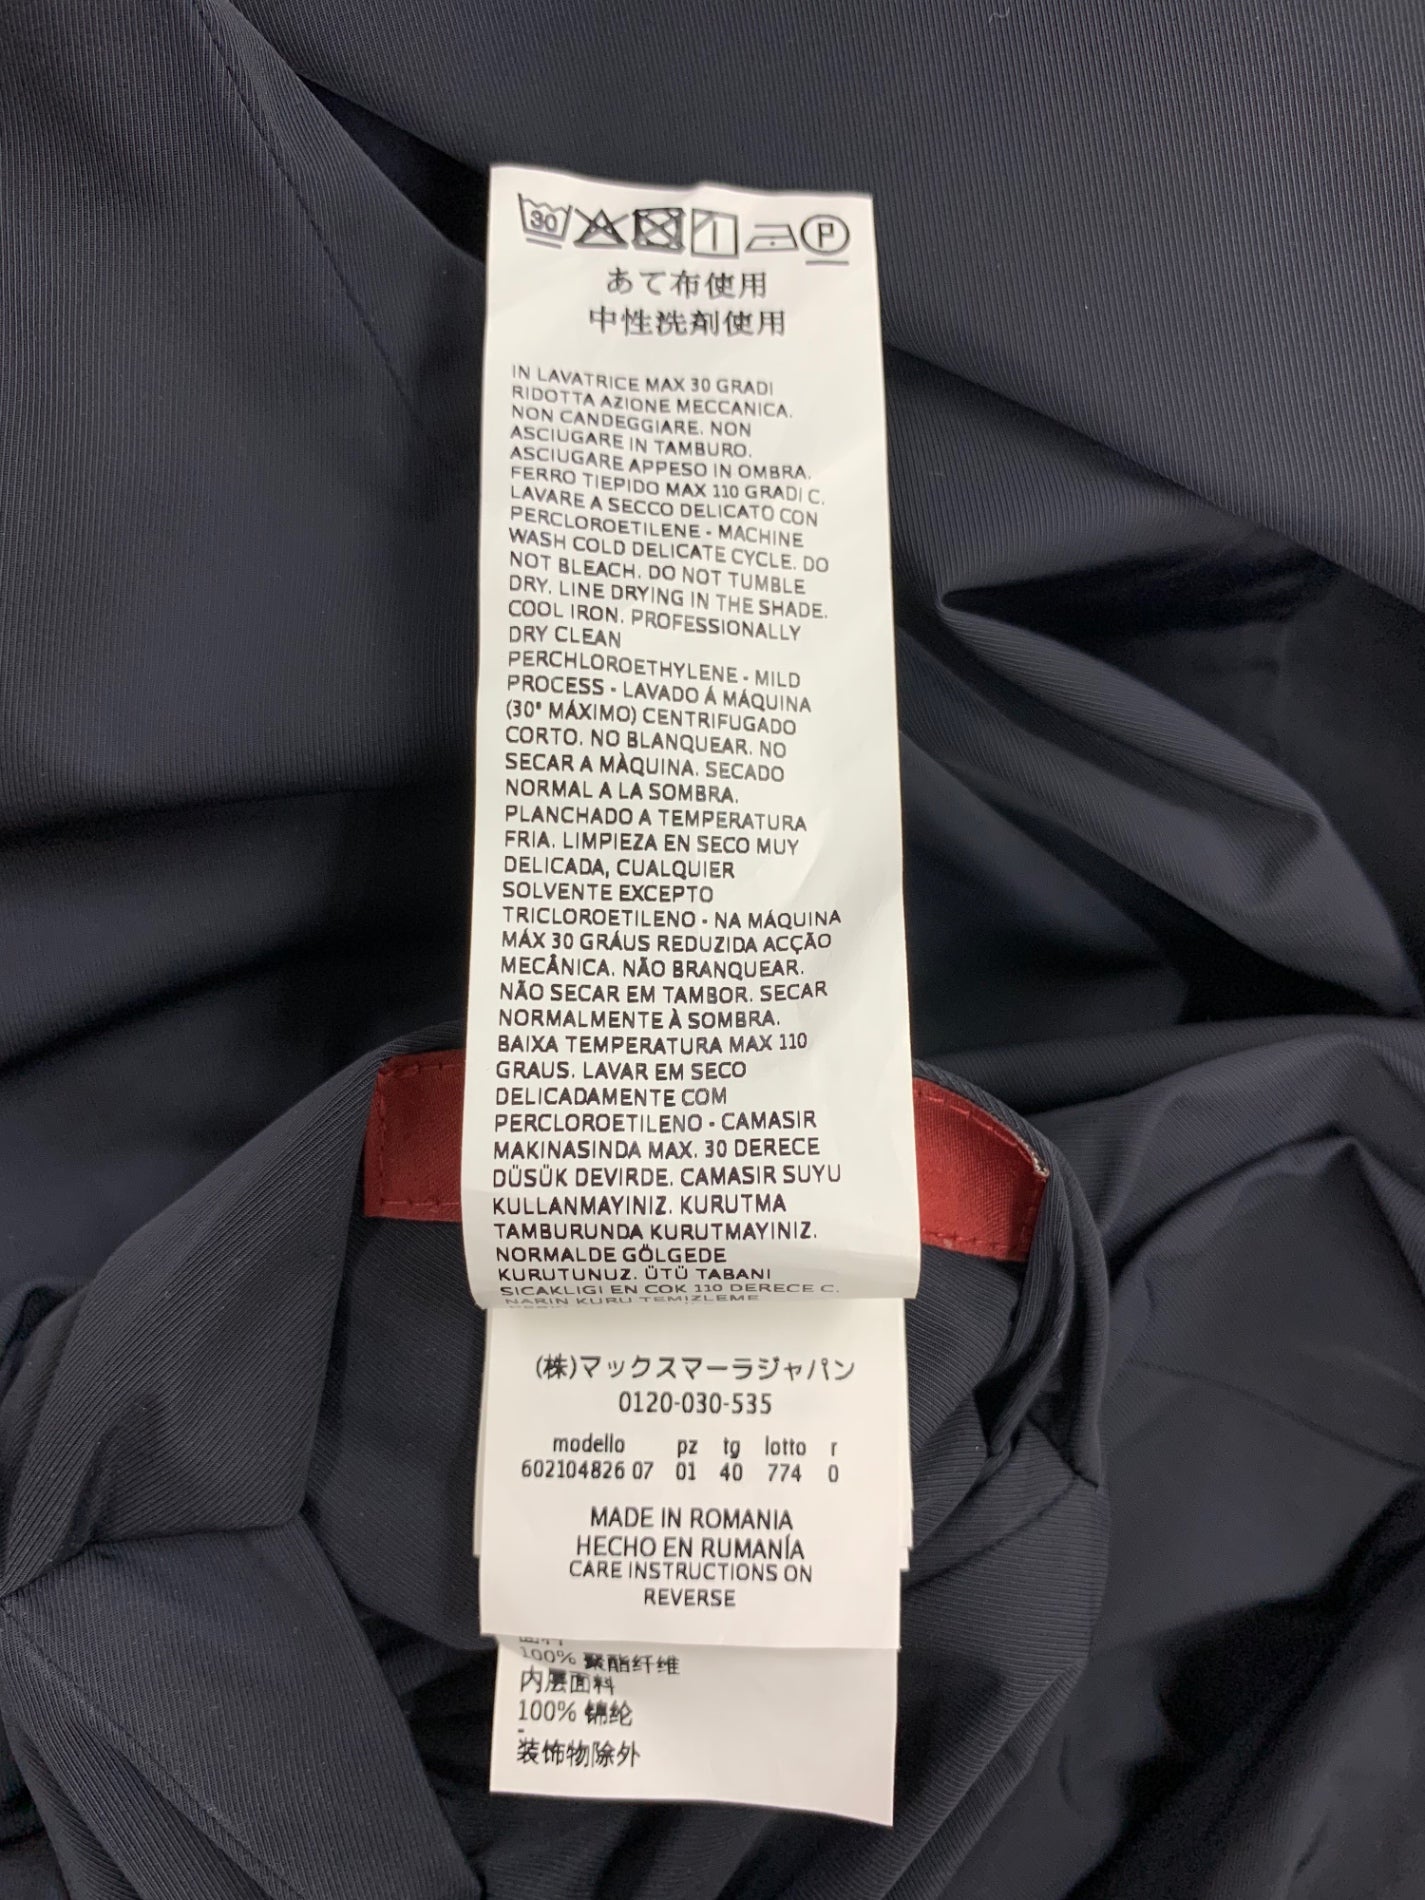 30
P
あて布使用
中性洗剤使用
IN LAVATRICE MAX 30 GRADI
RIDOTTA AZIONE MECCANICA.
NON CANDEGGIARE. NON
ASCIUGARE IN TAMBURO.
ASCIUGARE APPESO IN OMBRA.
FERRO TIEPIDO MAX 110 GRADI C.
LAVARE A SECCO DELICATO CON
PERCLOROETILENE - MACHINE
WASH COLD DELICATE CYCLE. DO
NOT BLEACH. DO NOT TUMBLE
DRY. LINE DRYING IN THE SHADE.
COOL IRON. PROFESSIONALLY
DRY CLEAN
PERCHLOROETHYLENE - MILD
PROCESS - LAVADO Á MÁQUINA
(30° MÁXIMO) CENTRIFUGADO
CORTO. NO BLANQUEAR. NO
SECAR A MÀQUINA. SECADO
NORMAL A LA SOMBRA.
PLANCHADO A TEMPERATURA
FRIA. LIMPIEZA EN SECO MUY
DELICADA, CUALQUIER
SOLVENTE EXCEPTO
TRICLOROETILENO - NA MÁQUINA
MÁX 30 GRÁUS REDUZIDA ACÇÃO
MECÂNICA. NÃO BRANQUEAR.
NÃO SECAR EM TAMBOR. SECAR
NORMALMENTE À SOMBRA.
BAIXA TEMPERATURA MAX 110
GRAUS. LAVAR EM SECO
DELICADAMENTE COM
PERCLOROETILENO - CAMASIR
MAKINASINDA MAX. 30 DERECE
DÜSÜK DEVIRDE. CAMASIR SUYU
KULLANMAYINIZ. KURUTMA
TAMBURUNDA KURUTMAYINIZ.
NORMALDE GÖLGEDE
KURUTUNUZ. ÜTÜ TABANI
SICAKLIGI EN COK 110 DERECE C.
NARIN KURU TEMIZLEME
(株)マックスマーラジャパン
0120-030-535
modello pz tg lotto r
602104826 07 01 40 774 0
MADE IN ROMANIA
HECHO EN RUMANÍA
CARE INSTRUCTIONS ON
REVERSE
100% 聚酯纤维
内层面料
100% 锦纶
-
装饰物除外